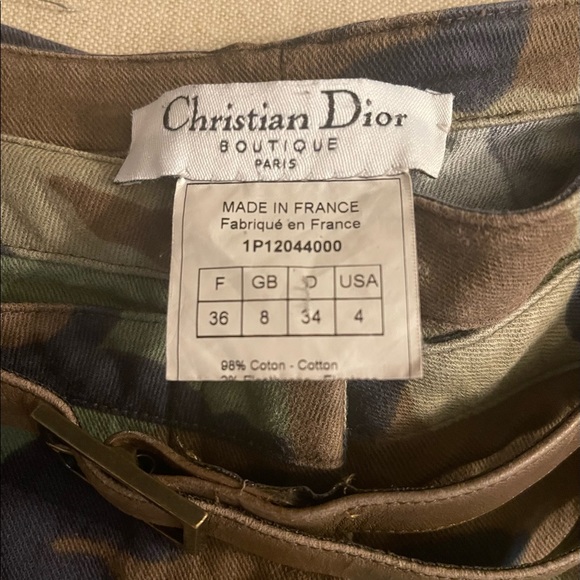 Christian Dior
BOUTIQUE
PARIS
MADE IN FRANCE
Fabriqué en France
1P12044000
F GB D USA
36 8 34 4
98% Coton - Cotton